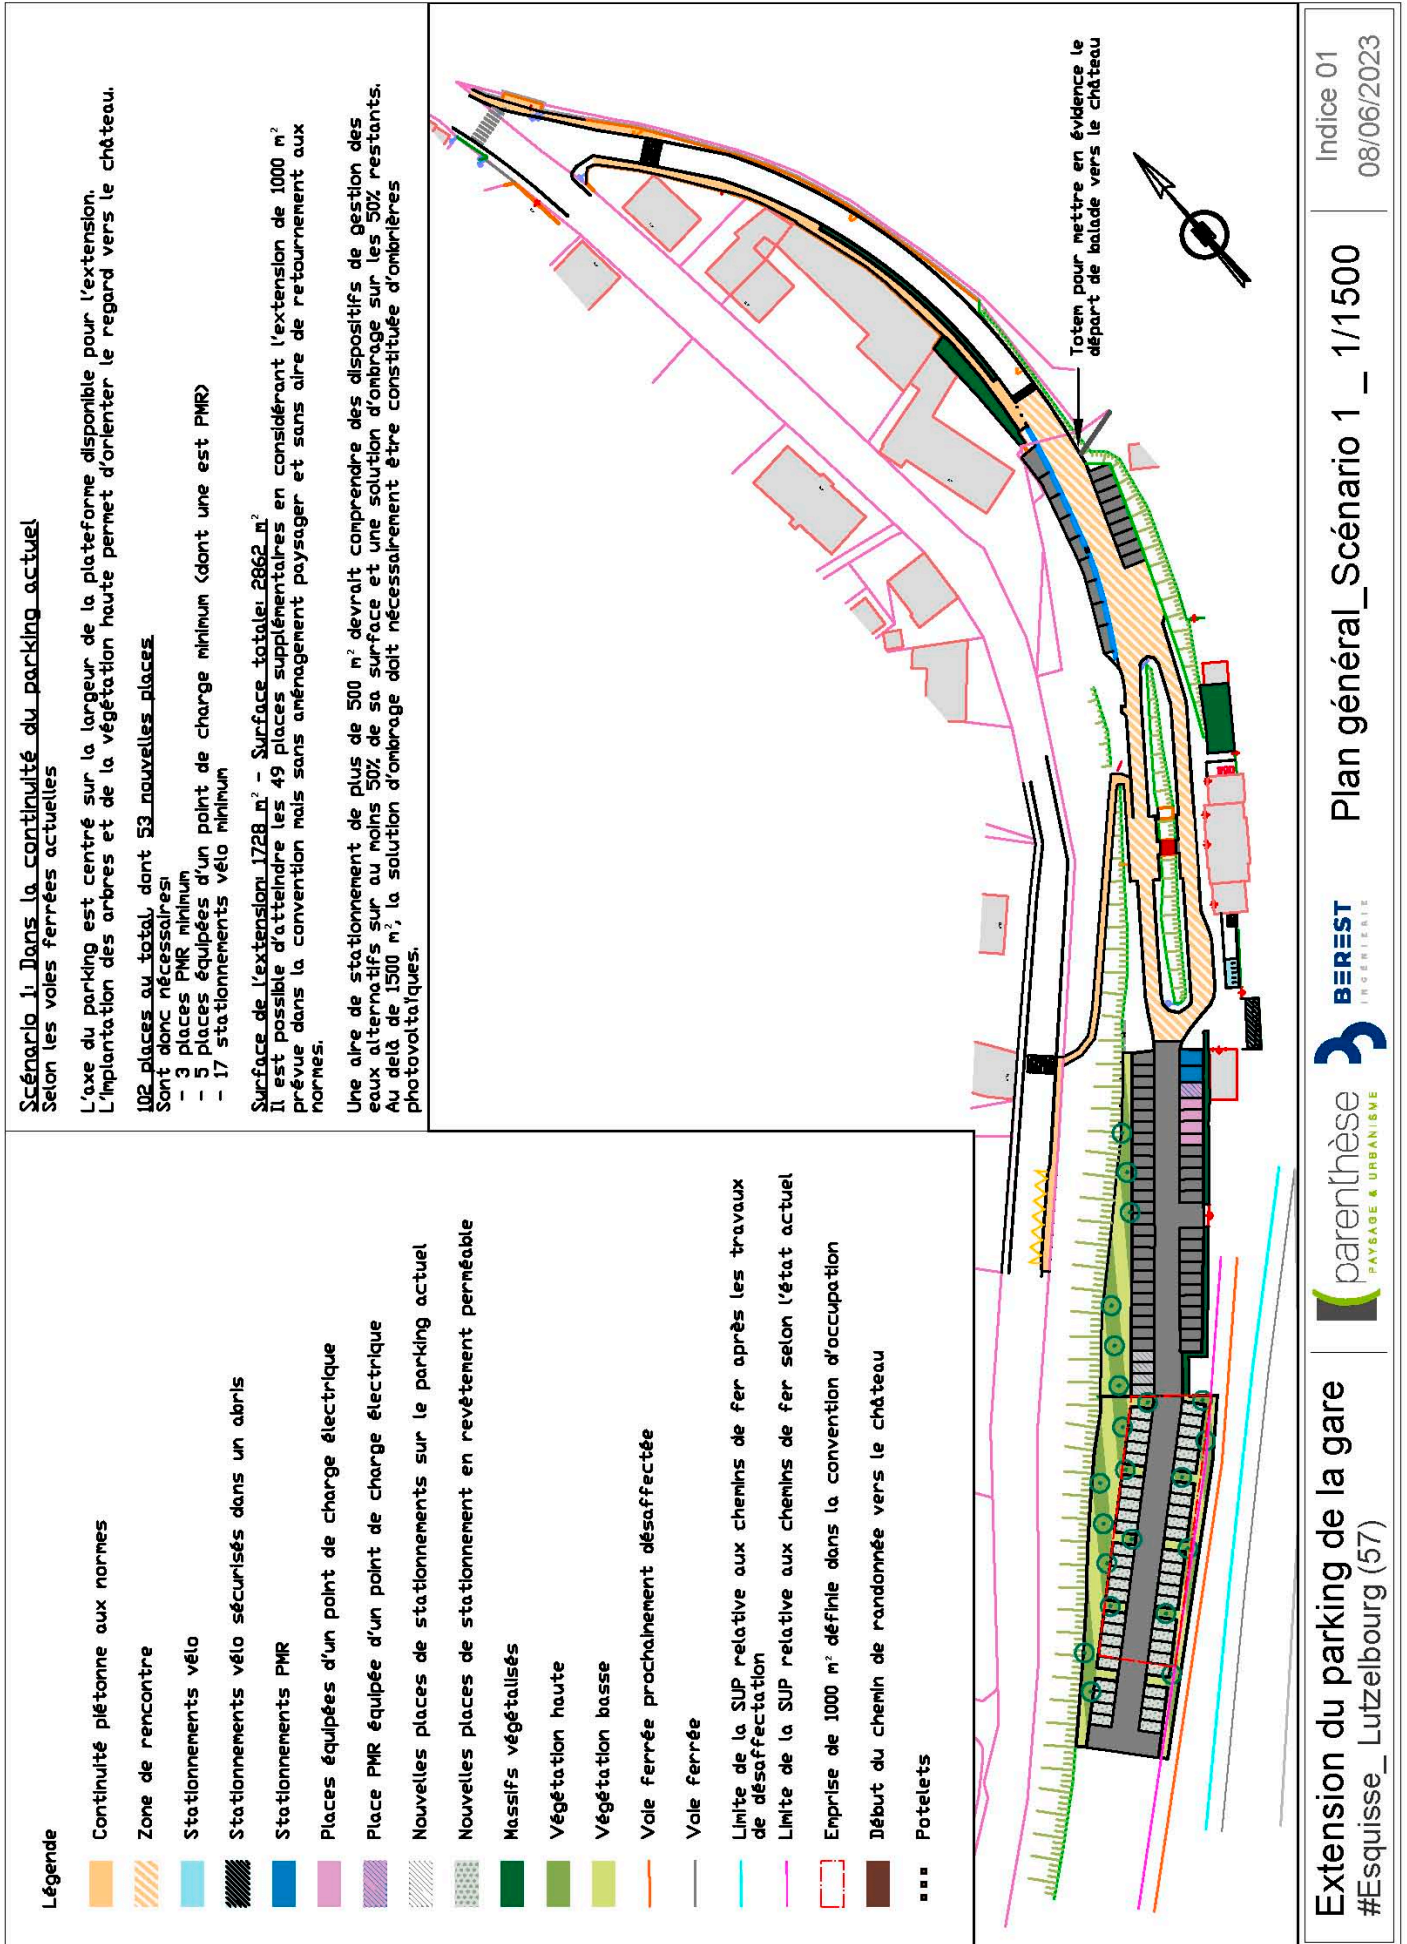 Scénario 1: Dans la continuité du parking actuel
Selon les voies ferrées actuelles
L'axe du parking est centré sur la largeur de la plateforme disponible pour l'extension.
L'implantation des arbres et de la végétation haute permet d'orienter le regard vers le château.
102 places au total, dont 53 nouvelles places
Sont donc nécessaires:
- 3 places PMR minimum
- 5 places équipées d'un point de charge minimum (dont une est PMR)
- 17 stationnements vélo minimum
Surface de l'extension: 1728 m² - Surface totale: 2862 m²
Il est possible d'atteindre les 49 places supplémentaires en considérant l'extension de 1000 m²
prévue dans la convention mais sans aménagement paysager et sans aire de retournement aux
normes.
Une aire de stationnement de plus de 500 m² devrait comprendre des dispositifs de gestion des
eaux alternatifs sur au moins 50% de sa surface et une solution d'ombrage sur les 50% restants.
Au delà de 1500 m², la solution d'ombrage doit nécessairement être constituée d'ombrières
photovoltaïques.
Légende
Continuité piétonne aux normes
Zone de rencontre
Stationnements vélo
Stationnements vélo sécurisés dans un abris
Stationnements PMR
Places équipées d'un point de charge électrique
Place PMR équipée d'un point de charge électrique
Nouvelles places de stationnements sur le parking actuel
Nouvelles places de stationnement en revêtement perméable
Massifs végétalisés
Végétation haute
Végétation basse
Voie ferrée prochainement désaffectée
Voie ferrée
Limite de la SUP relative aux chemins de fer après les travaux
de désaffectation
Limite de la SUP relative aux chemins de fer selon l'état actuel
Emprise de 1000 m² définie dans la convention d'occupation
Début du chemin de randonnée vers le château
Potelets
Totem pour mettre en évidence le
départ de balade vers le château
Extension du parking de la gare
#Esquisse_ Lutzelbourg (57)
parenthèse
PAYSAGE & URBANISME
BEREST
INGÉNIERIE
Plan général_Scénario 1 _ 1/1500
Indice 01
08/06/2023